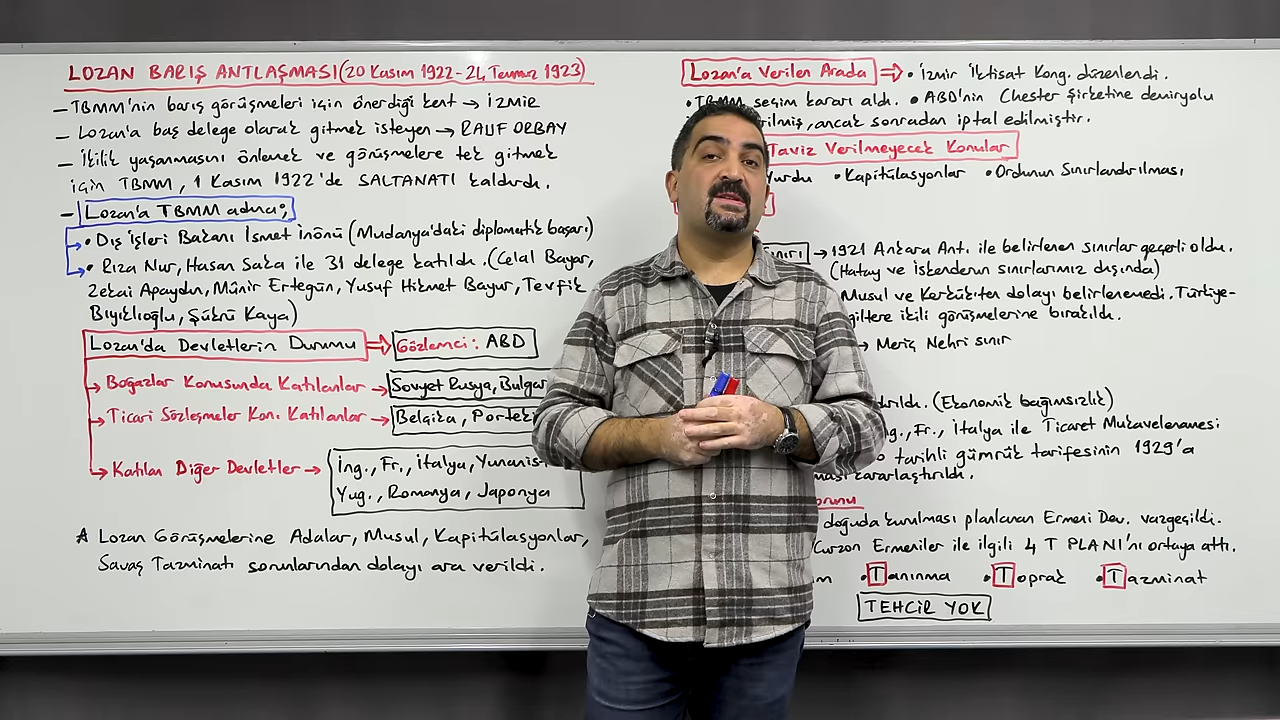 LOZAN BARIŞ ANTLAŞMASI (20 Kasım 1922 - 24 Temmuz 1923)
– TBMM'nin barış görüşmeleri için önerdiği kent → İZMİR
– Lozan'a baş delege olarak gitmek isteyen → RAUF ORBAY
– İkilik yaşanmasını önlemek ve görüşmelere tek gitmek
için TBMM, 1 Kasım 1922'de SALTANATI kaldırdı.
– Lozan'a TBMM adına;
• Dış İşleri Bakanı İsmet İnönü (Mudanya'daki diplomatik başarı)
• Rıza Nur, Hasan Saka ile 31 delege katıldı. (Celal Bayar,
Zekai Apaydın, Münir Ertegün, Yusuf Hikmet Bayur, Tevfik
Bıyıklıoğlu, Şükrü Kaya)
Lozan'da Devletlerin Durumu ⇒ Gözlemci: ABD
→ Boğazlar Konusunda Katılanlar → Sovyet Rusya, Bulgar
→ Ticari Sözleşmeler Kon. Katılanlar → Belçika, Portek
→ Katılan Diğer Devletler → İng., Fr., İtalya, Yunanis
Yug., Romanya, Japonya
★ Lozan Görüşmelerine Adalar, Musul, Kapitülasyonlar,
Savaş Tazminatı sorunlarından dolayı ara verildi.
Lozan'a Verilen Arada ⇒ • İzmir İktisat Kong. düzenlendi.
• TBMM seçim kararı aldı. • ABD'nin Chester Şirketine demiryolu
rilmiş, ancak sonradan iptal edilmiştir.
Taviz Verilmeyecek Konular
Yurdu • Kapitülasyonlar • Ordunun Sınırlandırılması
ınırı → 1921 Ankara Ant. ile belirlenen sınırlar geçerli oldu.
(Hatay ve İskenderun sınırlarımız dışında)
Musul ve Kerkük'ten dolayı belirlenemedi. Türkiye-
giltere ikili görüşmelerine bırakıldı.
→ Meriç Nehri sınır
dırıldı. (Ekonomik bağımsızlık)
g., Fr., İtalya ile Ticaret Mukavelenamesi
tarihli gümrük tarifesinin 1929'a
ması kararlaştırıldı.
orunu
doğuda kurulması planlanan Ermeni Dev. vazgeçildi.
Curzon Ermeniler ile ilgili 4 T PLANI'nı ortaya attı.
m • Tanınma • Toprak • Tazminat
TEHCİR YOK